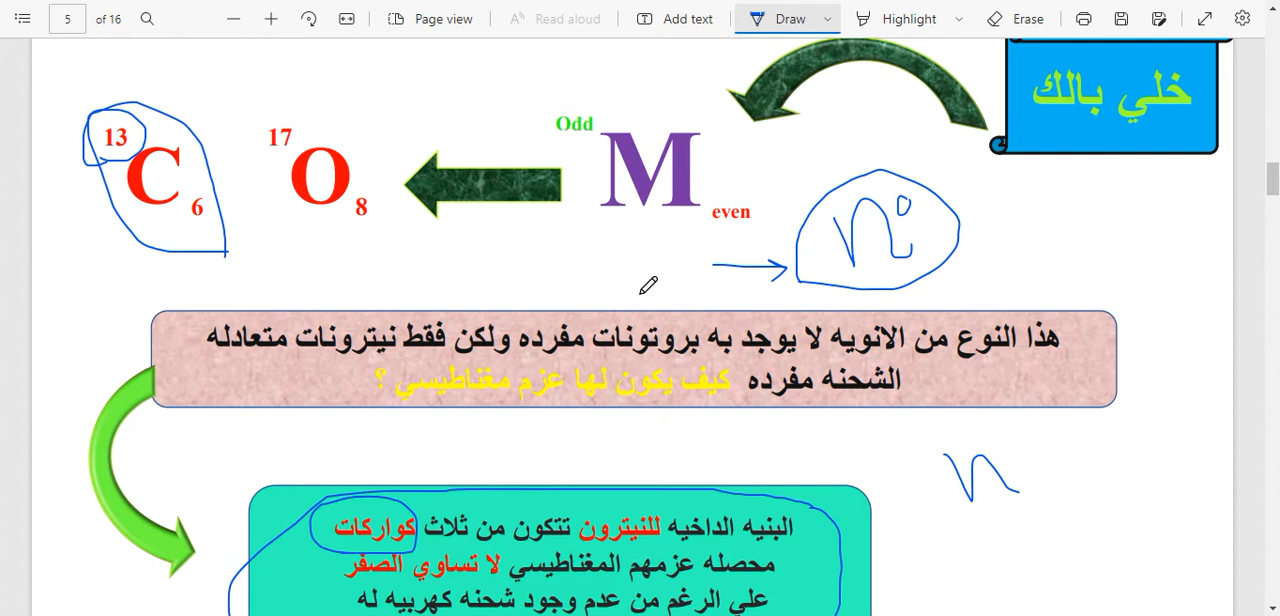 5 of 16 Page view Read aloud Add text Draw Highlight Erase
خلي بالك
13 C 6 17 O 8 Odd M even
n°
هذا النوع من الانويه لا يوجد به بروتونات مفرده ولكن فقط نيترونات متعادله
الشحنه مفرده كيف يكون لها عزم مغناطيسي ؟
n
البنيه الداخيه للنيترون تتكون من ثلاث كواركات
محصله عزمهم المغناطيسي لا تساوي الصفر
علي الرغم من عدم وجود شحنه كهربيه له